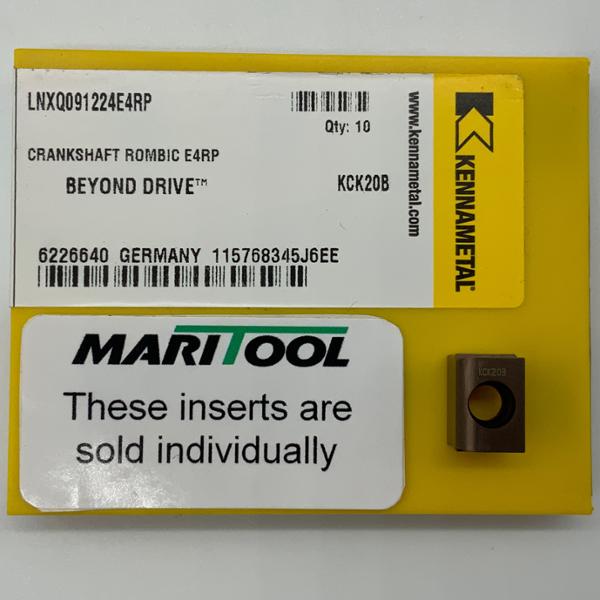 LNXQ091224E4RP
Qty: 10
CRANKSHAFT ROMBIC E4RP
BEYOND DRIVE™
KCK20B
6226640 GERMANY 115768345J6EE
www.kennametal.com
KENNAMETAL®
MARITOOL
These inserts are
sold individually
KCK20B